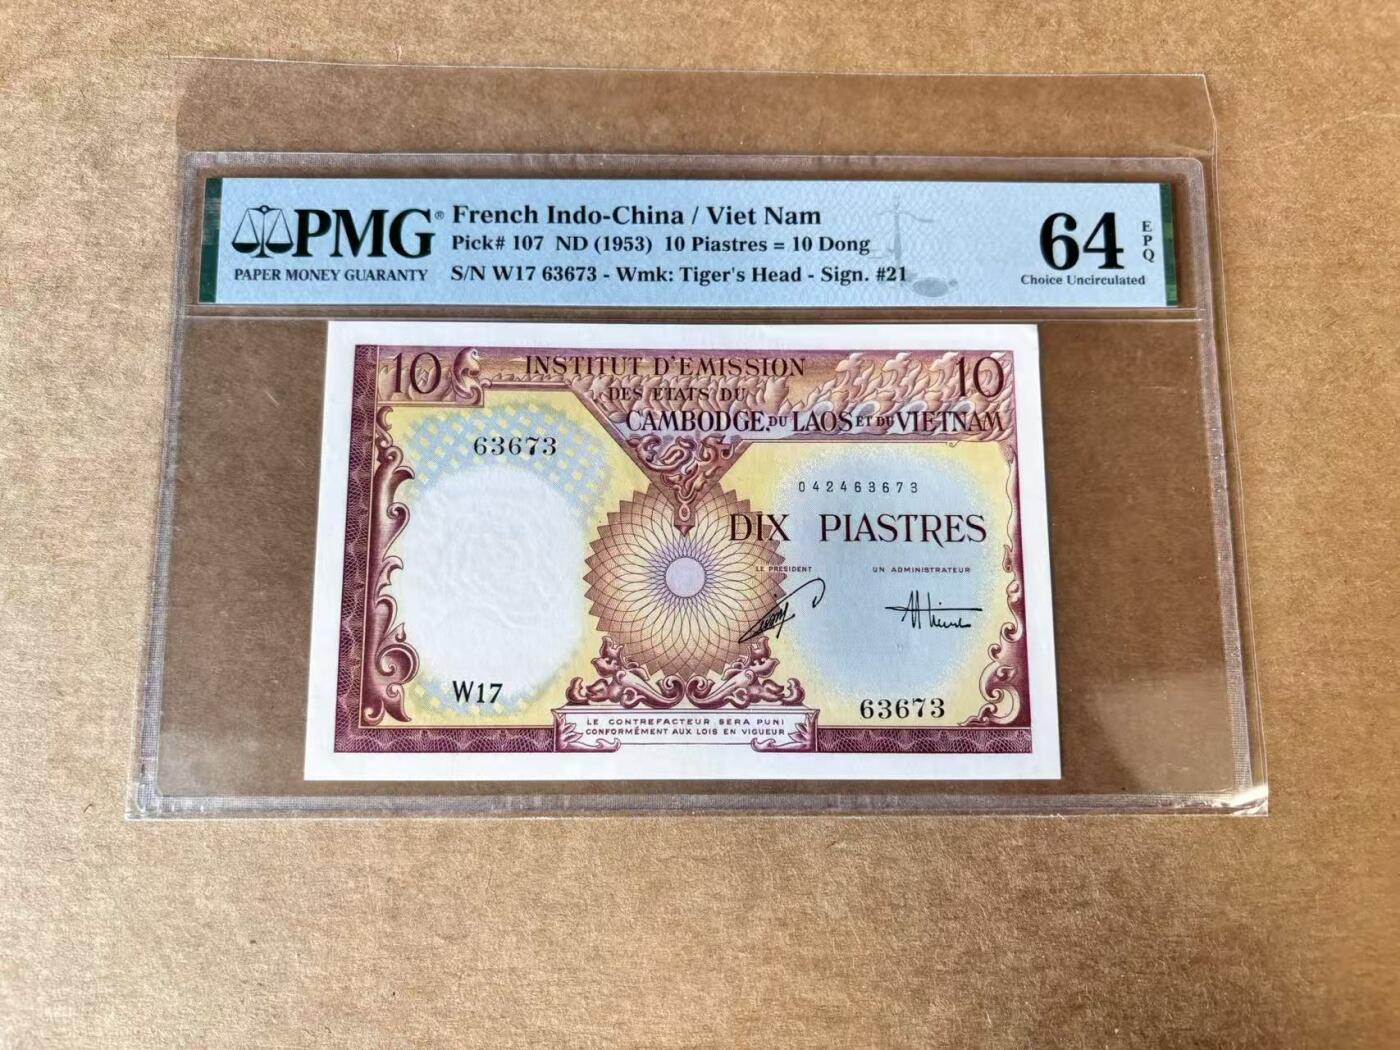 PMG®
PAPER MONEY GUARANTY
French Indo-China / Viet Nam
Pick# 107 ND (1953) 10 Piastres = 10 Dong
S/N W17 63673 - Wmk: Tiger's Head - Sign. #21
64
EPQ
Choice Uncirculated
10
INSTITUT D'EMISSION
10
DES ETATS DU
CAMBODGE, DU LAOS ET DU VIETNAM
63673
042463673
DIX PIASTRES
LE PRESIDENT
UN ADMINISTRATEUR
W17
63673
LE CONTREFACTEUR SERA PUNI
CONFORMÉMENT AUX LOIS EN VIGUEUR